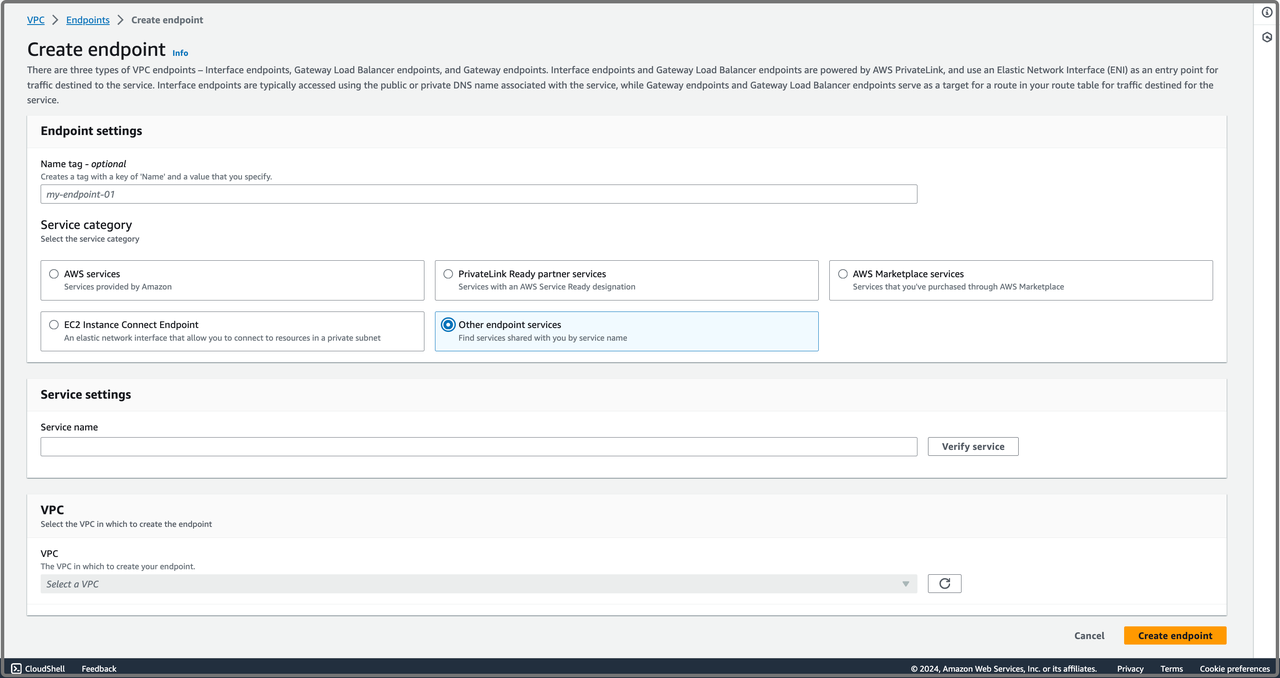 VPC > Endpoints > Create endpoint
Create endpoint Info
There are three types of VPC endpoints – Interface endpoints, Gateway Load Balancer endpoints, and Gateway endpoints. Interface endpoints and Gateway Load Balancer endpoints are powered by AWS PrivateLink, and use an Elastic Network Interface (ENI) as an entry point for
traffic destined to the service. Interface endpoints are typically accessed using the public or private DNS name associated with the service, while Gateway endpoints and Gateway Load Balancer endpoints serve as a target for a route in your route table for traffic destined for the
service.
Endpoint settings
Name tag - optional
Creates a tag with a key of 'Name' and a value that you specify.
my-endpoint-01
Service category
Select the service category
AWS services
Services provided by Amazon
PrivateLink Ready partner services
Services with an AWS Service Ready designation
AWS Marketplace services
Services that you've purchased through AWS Marketplace
EC2 Instance Connect Endpoint
An elastic network interface that allow you to connect to resources in a private subnet
Other endpoint services
Find services shared with you by service name
Service settings
Service name
Verify service
VPC
Select the VPC in which to create the endpoint
VPC
The VPC in which to create your endpoint.
Select a VPC
Cancel Create endpoint
CloudShell Feedback © 2024, Amazon Web Services, Inc. or its affiliates. Privacy Terms Cookie preferences